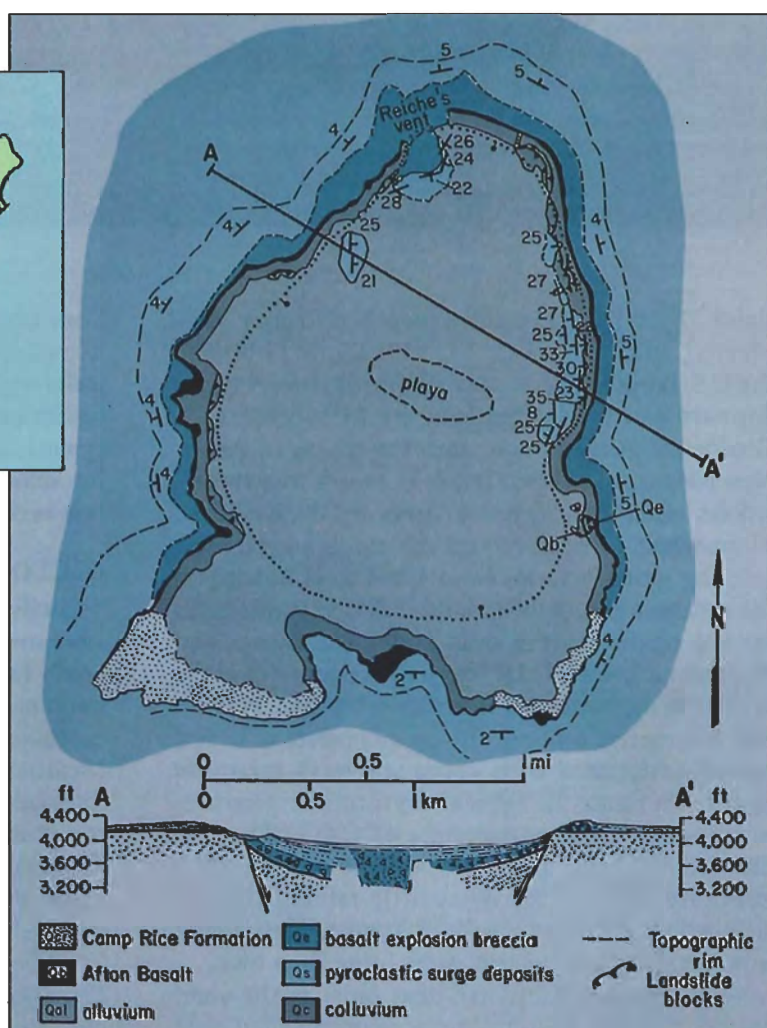 5
5
Reiche's
vent
4
A
26
24
22
28
25
21
4
4
25
27
27
25
33
30
23
35
8
25
25
4
5
playa
4
4
A'
5
Qe
Qb
N
4
2
2
0 0.5 1 mi
0 0.5 1 km
ft A A' ft
4,400 4,400
4,000 4,000
3,600 3,600
3,200 3,200
Camp Rice Formation
Qe basalt explosion breccia
Topographic rim
Qb Afton Basalt
Qs pyroclastic surge deposits
Landslide blocks
Qal alluvium
Qc colluvium